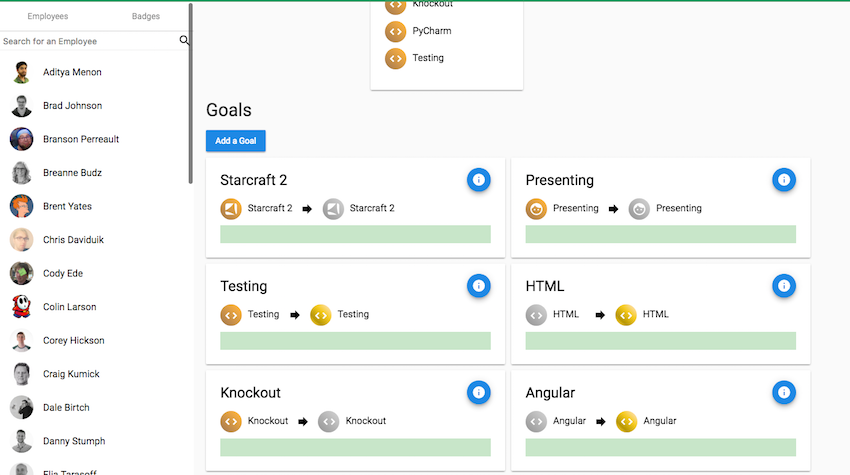 Employees
Badges
Search for an Employee
Aditya Menon
Brad Johnson
Branson Perreault
Breanne Budz
Brent Yates
Chris Daviduik
Cody Ede
Colin Larson
Corey Hickson
Craig Kumick
Dale Birtch
Danny Stumph
Elia Tarasoff
Knockout
PyCharm
Testing
Goals
Add a Goal
Starcraft 2
Starcraft 2
Starcraft 2
Presenting
Presenting
Presenting
Testing
Testing
Testing
HTML
HTML
HTML
Knockout
Knockout
Knockout
Angular
Angular
Angular